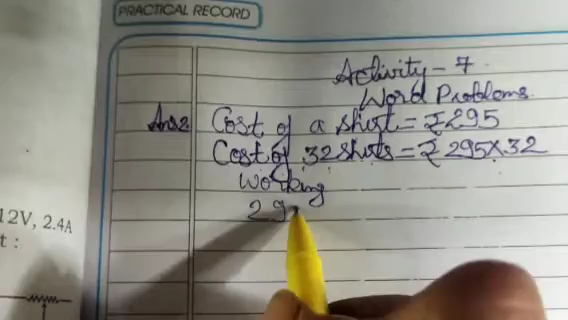 PRACTICAL RECORD
Activity - 7
Word Problems.
Ans2 Cost of a shirt = ₹295
Cost of 32 shirts = ₹295×32
Working
29
12V, 2.4A
t :